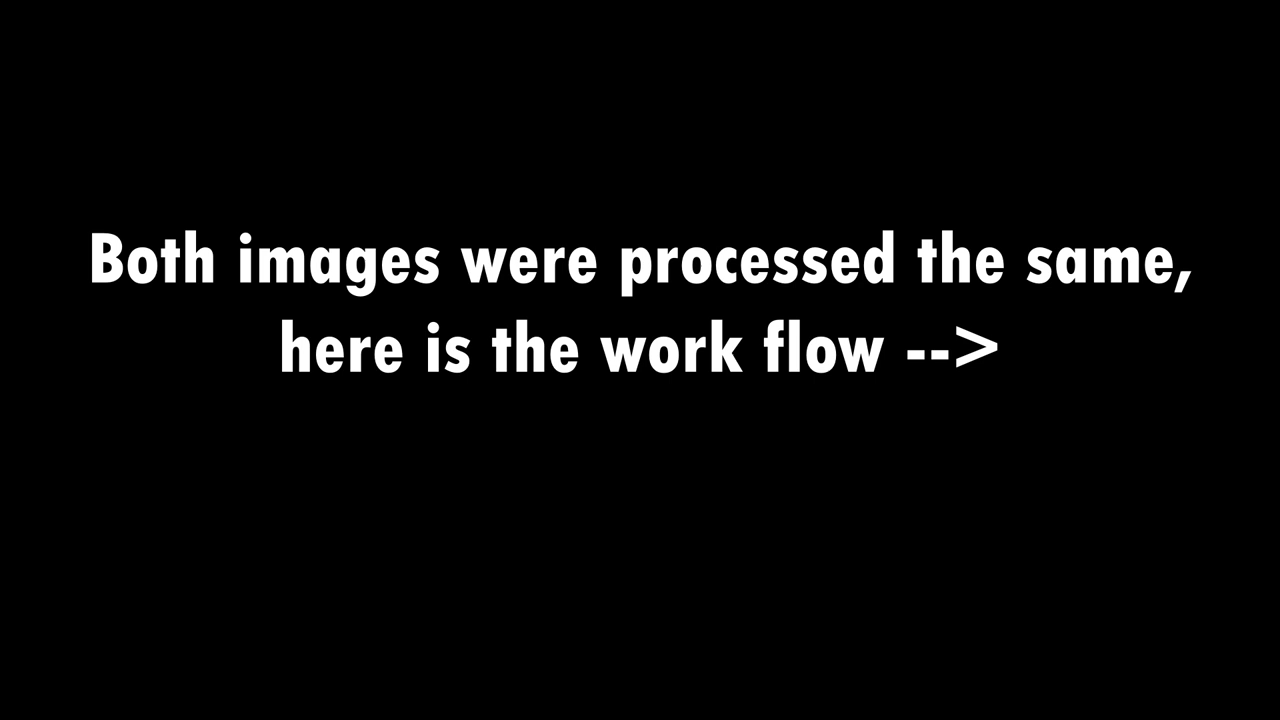 Both images were processed the same,
here is the work flow -->